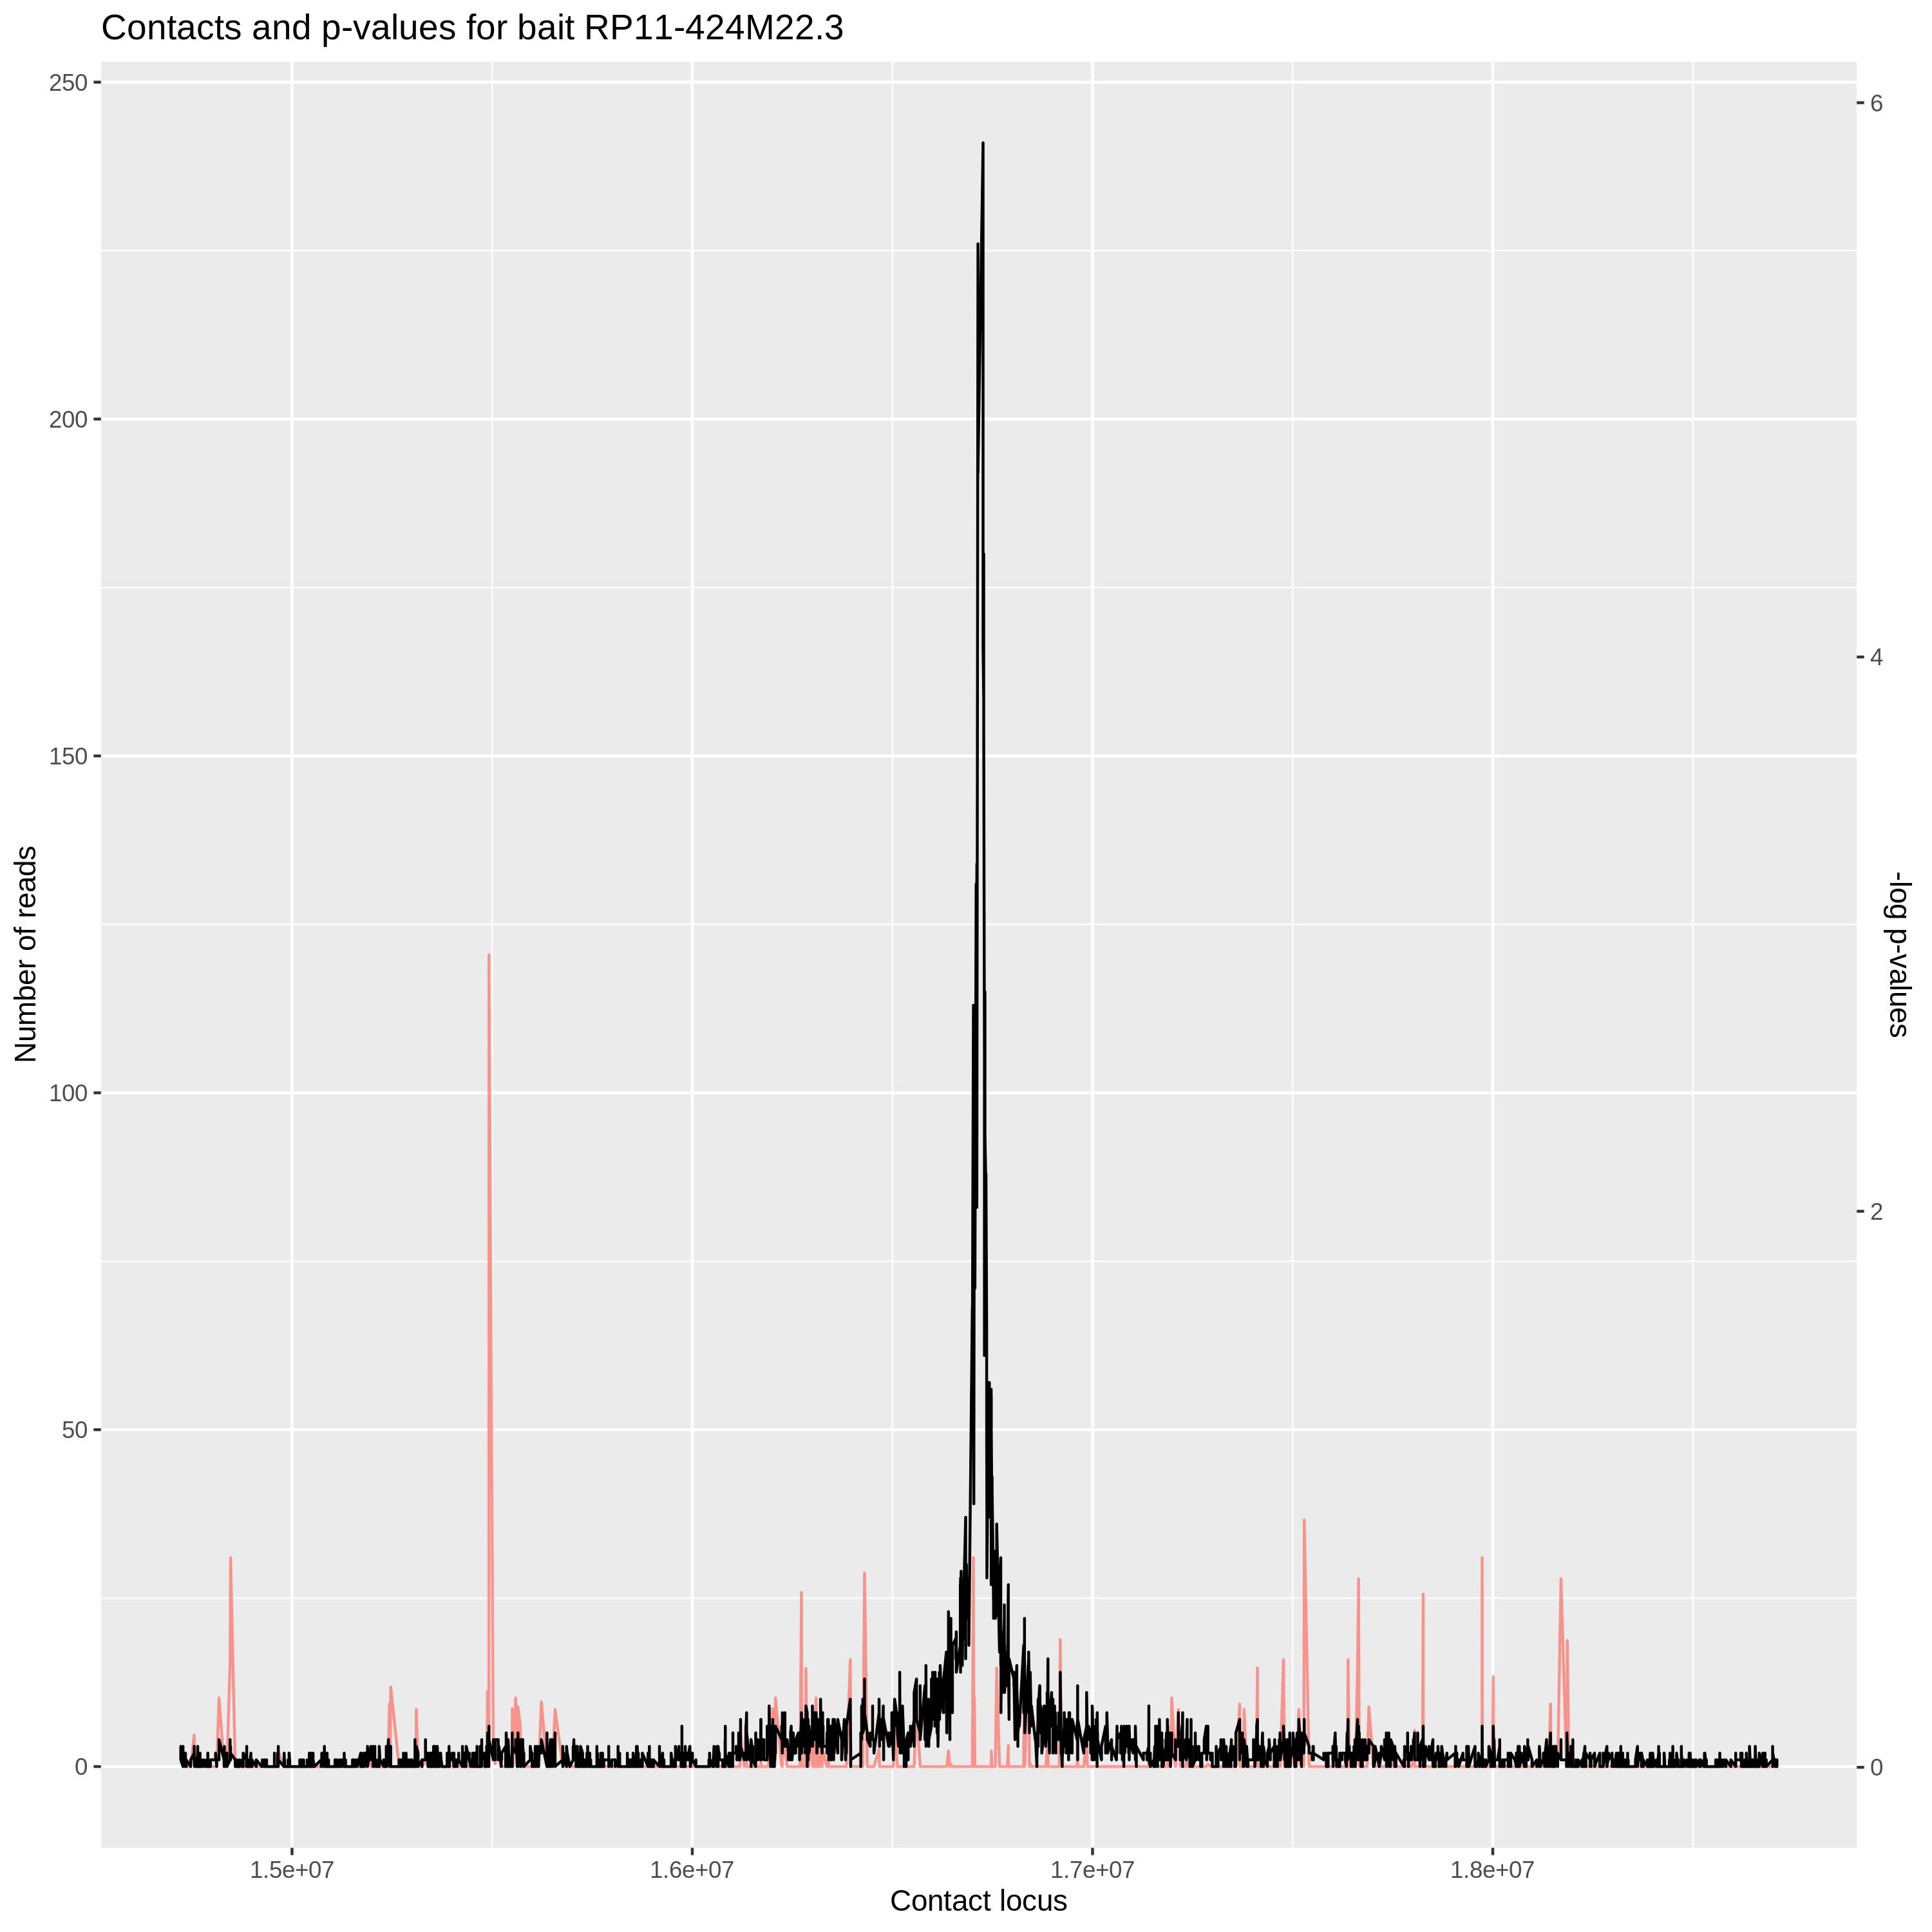 Contacts and p-values for bait RP11-424M22.3
250
200
150
100
50
0
Number of reads
6
4
2
0
-log p-values
1.5e+07
1.6e+07
1.7e+07
1.8e+07
Contact locus